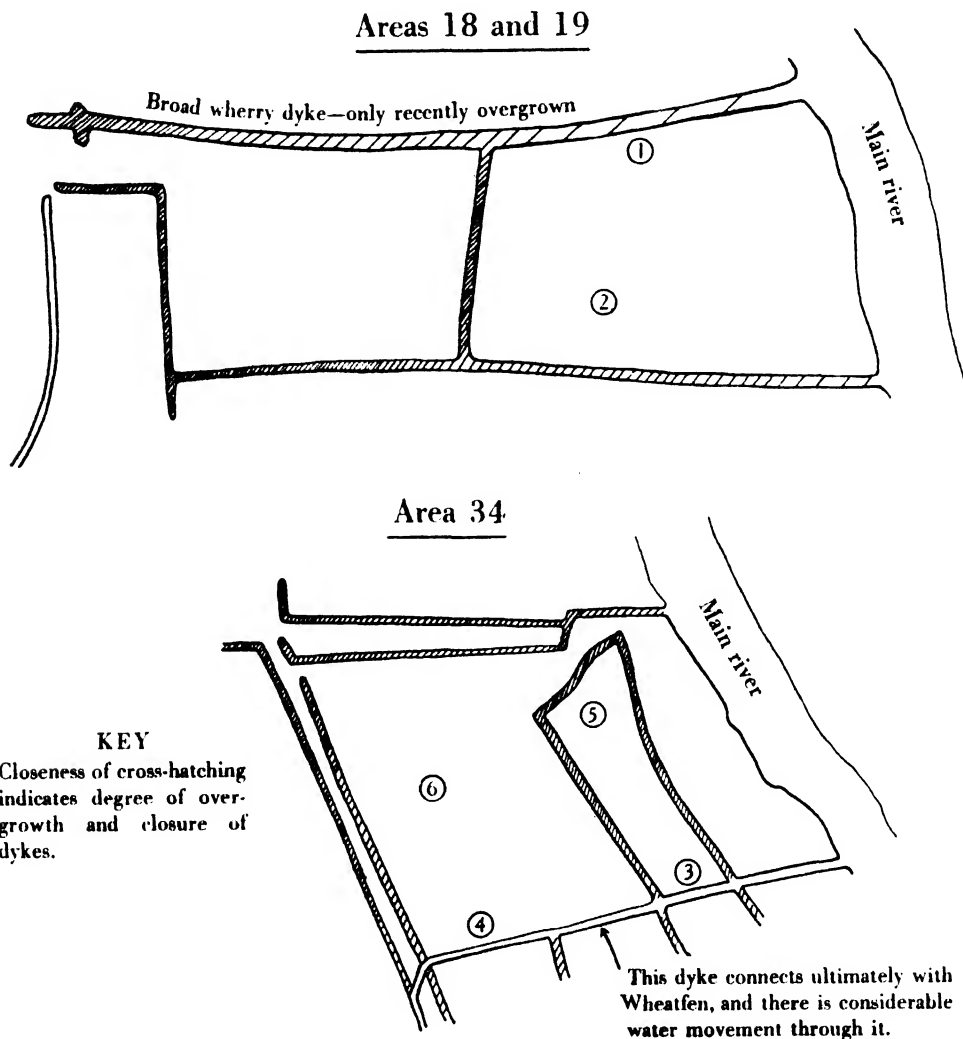 Areas 18 and 19
Broad wherry dyke—only recently overgrown
Main river
①
②
Area 34
Main river
⑤
⑥
③
④
KEY
Closeness of cross-hatching
indicates degree of over-
growth and closure of
dykes.
This dyke connects ultimately with
Wheatfen, and there is considerable
water movement through it.